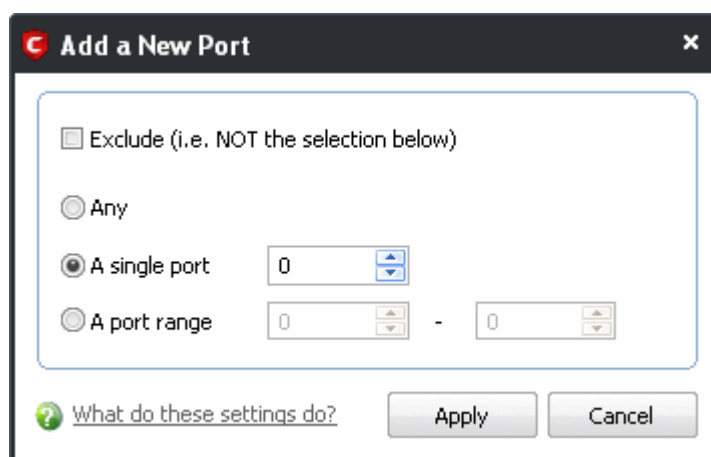 C Add a New Port ×
Exclude (i.e. NOT the selection below)
Any
A single port 0
A port range 0 - 0
? What do these settings do? Apply Cancel